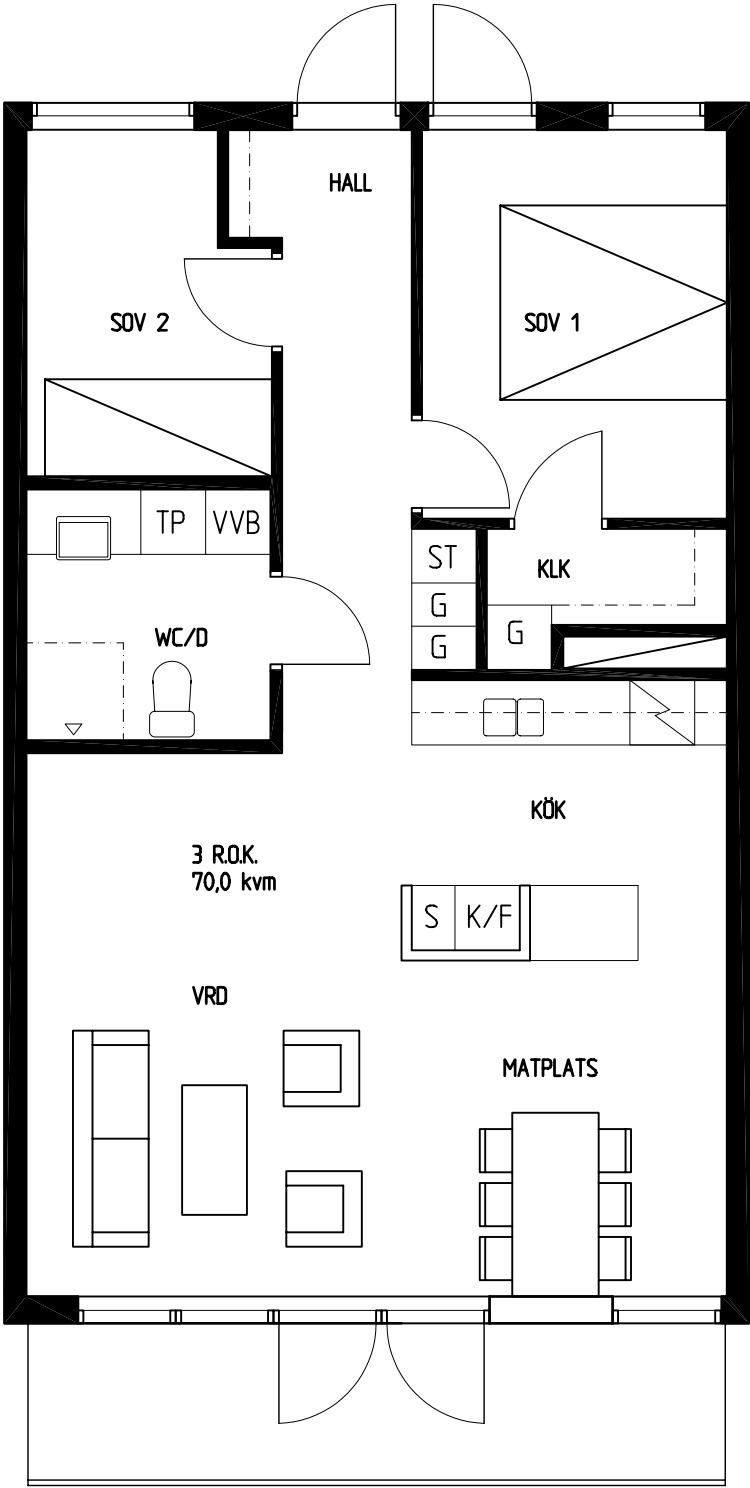 HALL
SOV 2
SOV 1
TP
VVB
ST
KLK
G
G
G
WC/D
KÖK
3 R.O.K.
70,0 kvm
S
K/F
VRD
MATPLATS